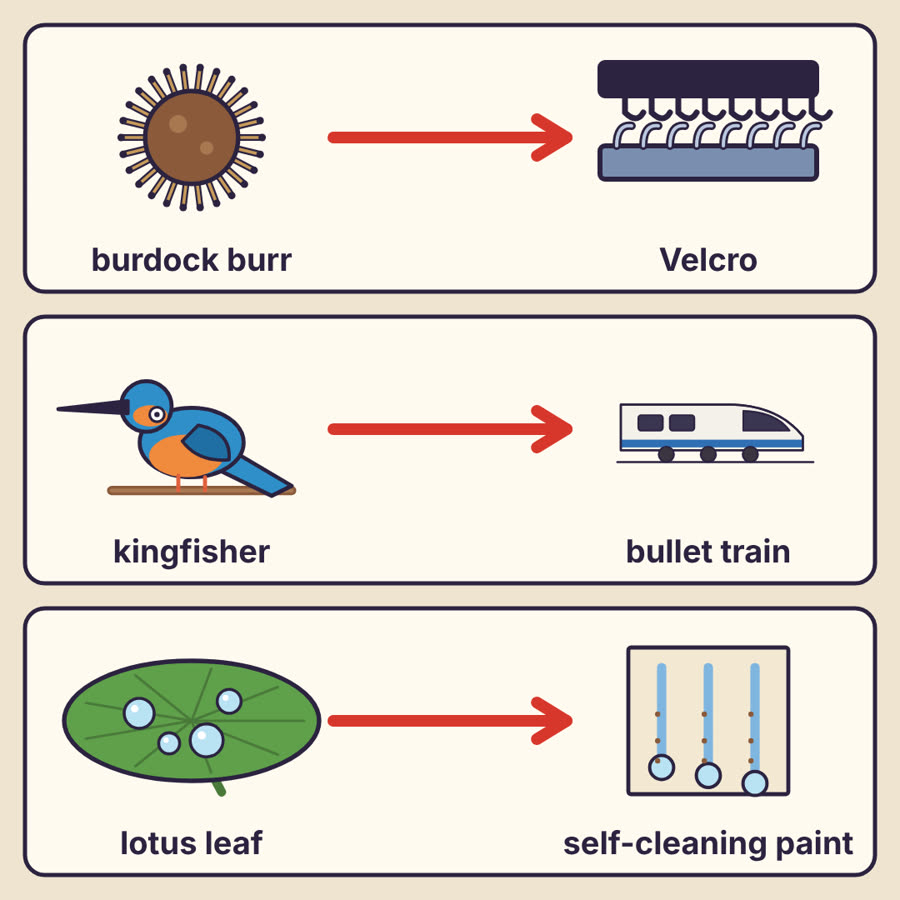 burdock burr
Velcro
kingfisher
bullet train
lotus leaf
self-cleaning paint